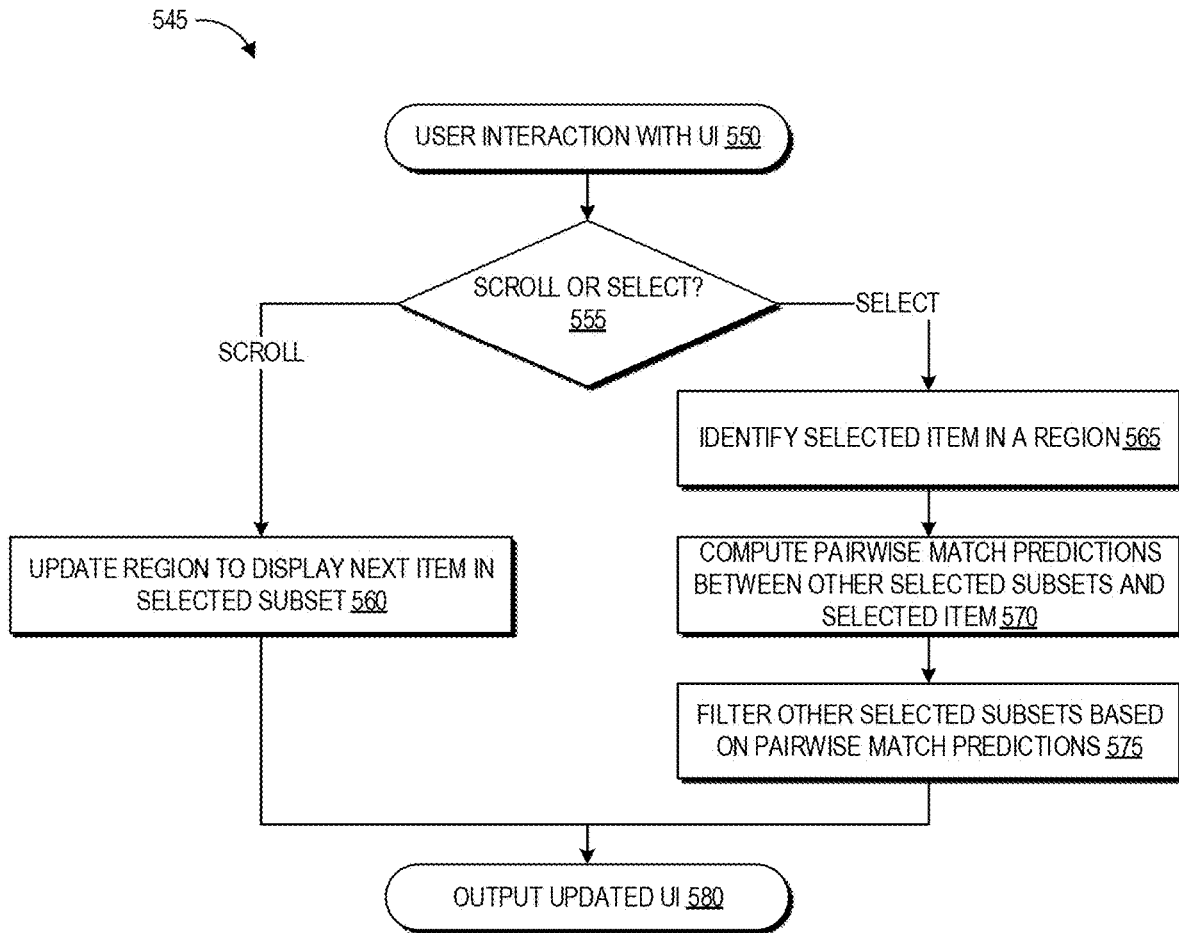 545
USER INTERACTION WITH UI 550
SCROLL OR SELECT?
555
SELECT
SCROLL
IDENTIFY SELECTED ITEM IN A REGION 565
UPDATE REGION TO DISPLAY NEXT ITEM IN
SELECTED SUBSET 560
COMPUTE PAIRWISE MATCH PREDICTIONS
BETWEEN OTHER SELECTED SUBSETS AND
SELECTED ITEM 570
FILTER OTHER SELECTED SUBSETS BASED
ON PAIRWISE MATCH PREDICTIONS 575
OUTPUT UPDATED UI 580